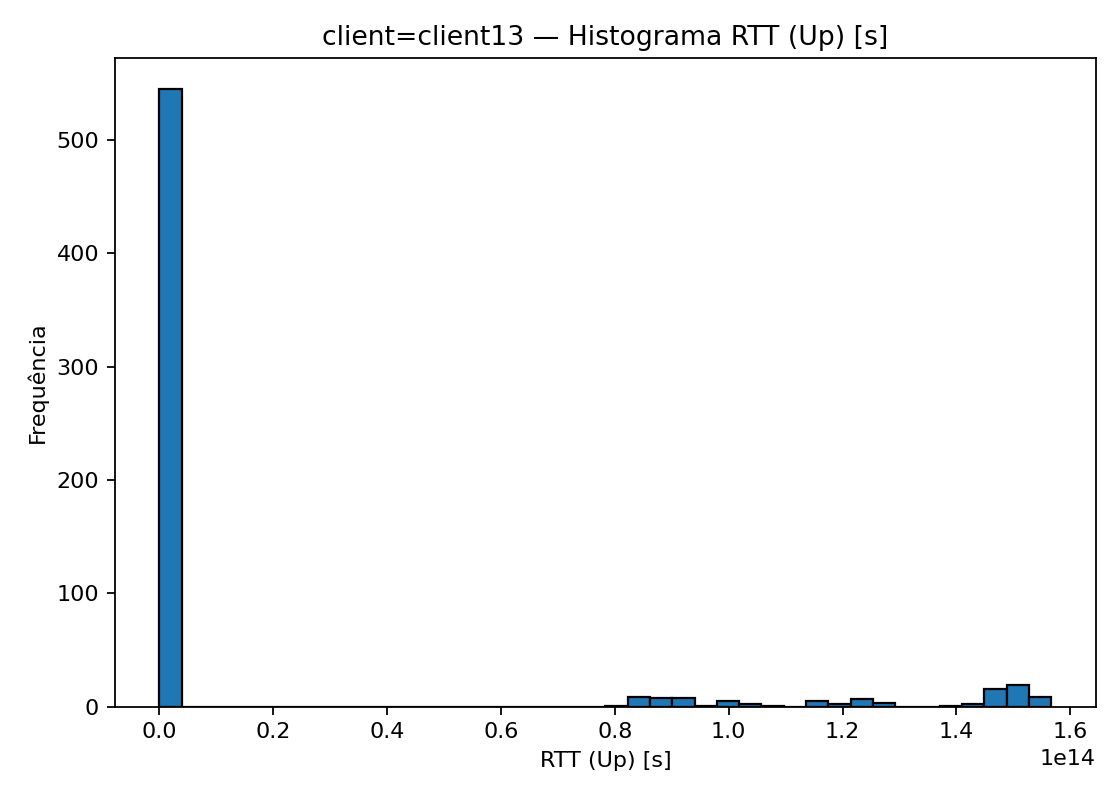 client=client13 — Histograma RTT (Up) [s]
Frequência
500
400
300
200
100
0
0.0 0.2 0.4 0.6 0.8 1.0 1.2 1.4 1.6
1e14
RTT (Up) [s]